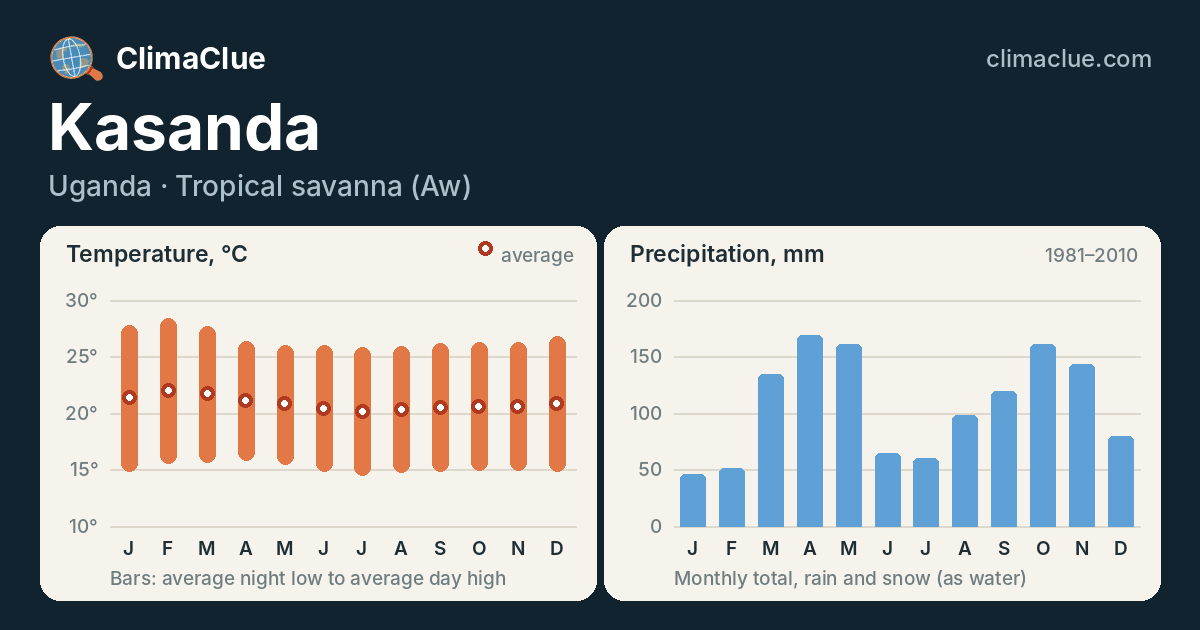 ClimaClue
climaclue.com
Kasanda
Uganda · Tropical savanna (Aw)
Temperature, °C
average
30°
25°
20°
15°
10°
J F M A M J J A S O N D
Bars: average night low to average day high
Precipitation, mm
1981–2010
200
150
100
50
0
J F M A M J J A S O N D
Monthly total, rain and snow (as water)